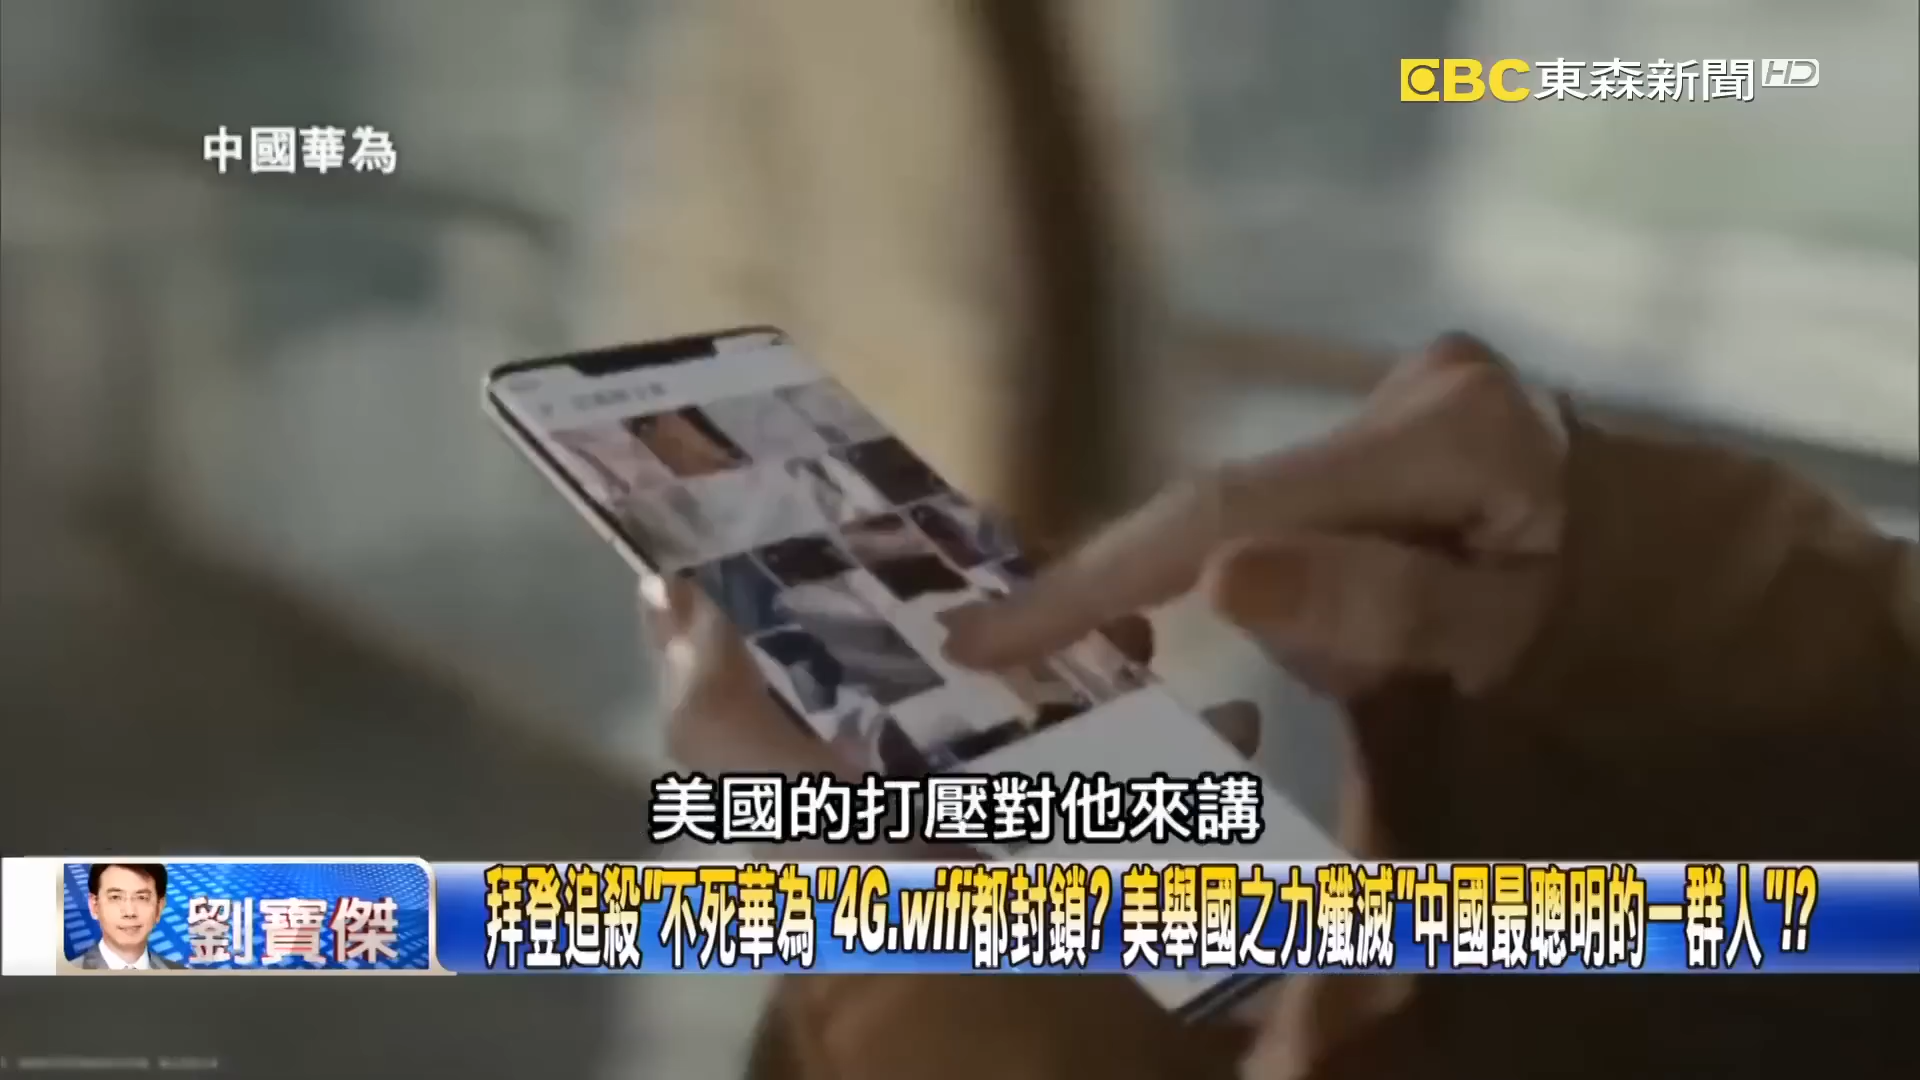 EBC東森新聞HD
中國華為
美國的打壓對他來講
劉寶傑
拜登追殺"不死華為"4G.wifi都封鎖? 美舉國之力殲滅"中國最聰明的一群人"!?